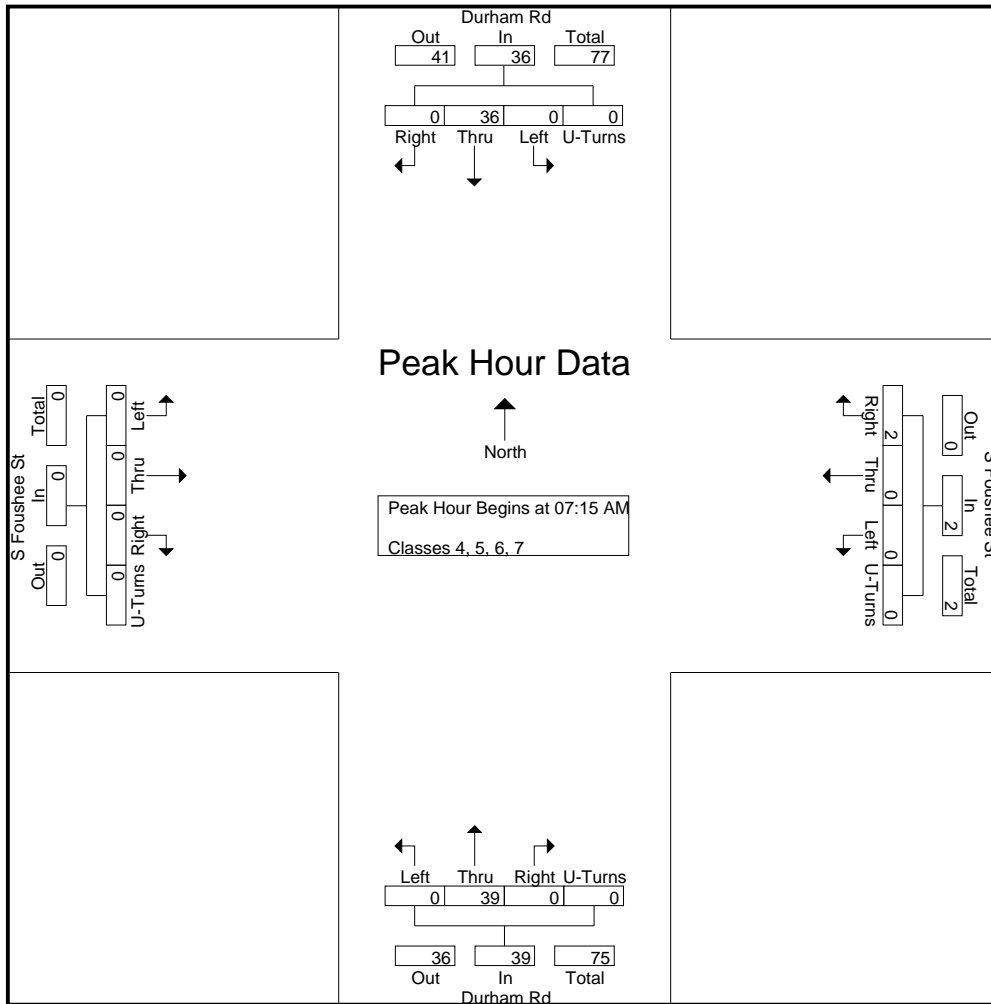 Durham Rd
Out In Total
41 36 77
0 36 0 0
Right Thru Left U-Turns
Peak Hour Data
North
Peak Hour Begins at 07:15 AM
Classes 4, 5, 6, 7
S Foushee St
Total In Out
0 0 0
0 0 0 0
Left Thru Right U-Turns
S Foushee St
Out In Total
0 2 2
2 0 0 0
Right Thru Left U-Turns
Left Thru Right U-Turns
0 39 0 0
36 39 75
Out In Total
Durham Rd